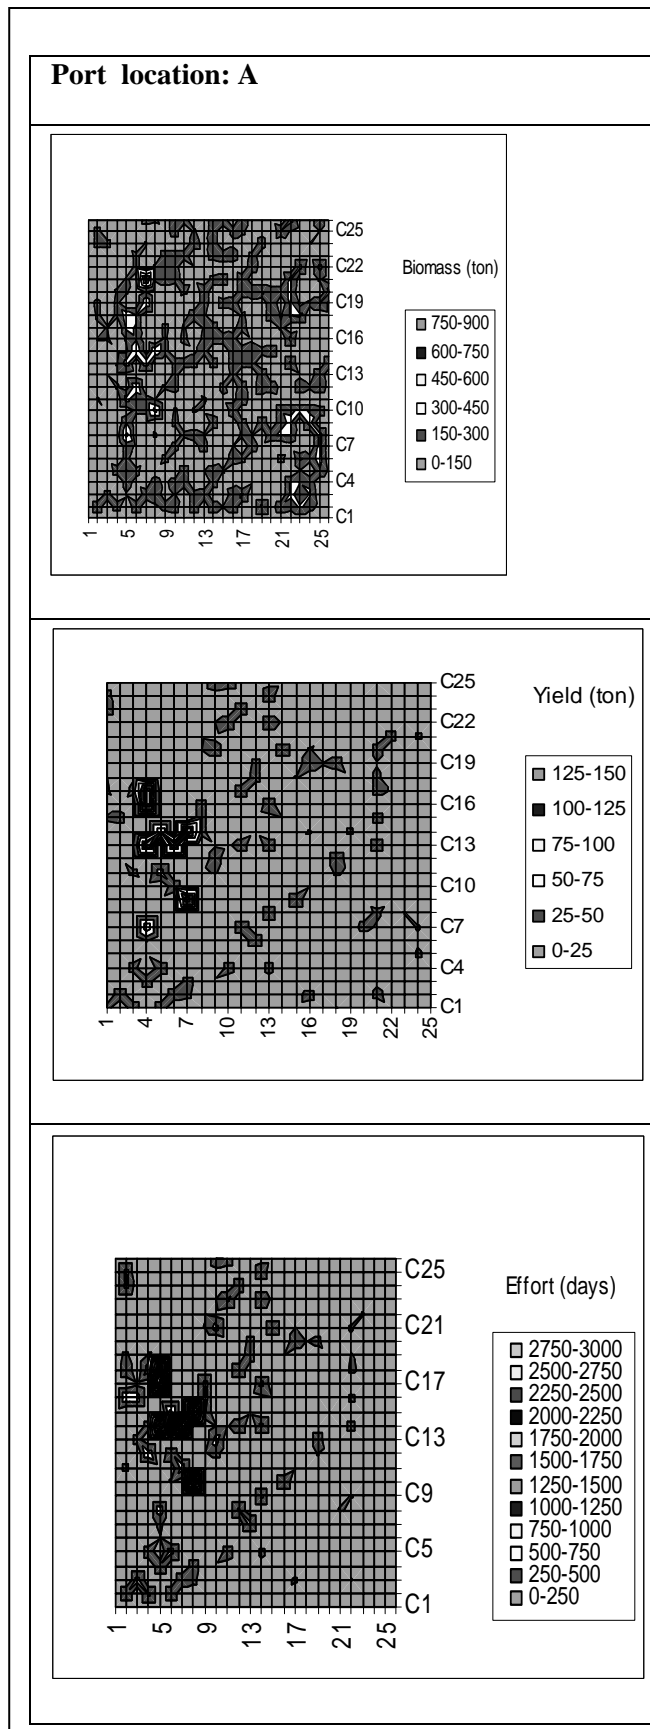 Port location: A
C25
C22
Biomass (ton)
C19
750-900
C16
600-750
450-600
C13
300-450
C10
150-300
C7
0-150
C4
C1
1 5 9 13 17 21 25
C25
Yield (ton)
C22
C19
125-150
C16
100-125
C13
75-100
50-75
C10
25-50
C7
0-25
C4
C1
1 4 7 10 13 16 19 22 25
C25
Effort (days)
C21
2750-3000
2500-2750
C17
2250-2500
2000-2250
C13
1750-2000
1500-1750
1250-1500
C9
1000-1250
750-1000
C5
500-750
250-500
C1
0-250
1 5 9 13 17 21 25